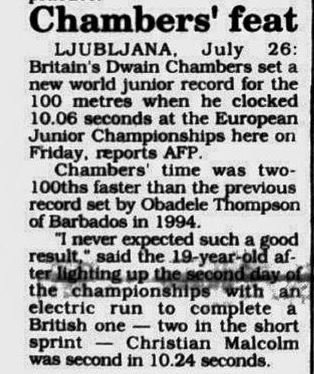 Chambers' feat
LJUBLJANA, July 26:
Britain's Dwain Chambers set a
new world junior record for the
100 metres when he clocked
10.06 seconds at the European
Junior Championships here on
Friday, reports AFP.
Chambers' time was two-
100ths faster than the previous
record set by Obadele Thompson
of Barbados in 1994.
"I never expected such a good
result," said the 19-year-old af-
ter lighting up the second day of
the championships with an
electric run to complete a
British one — two in the short
sprint — Christian Malcolm
was second in 10.24 seconds.